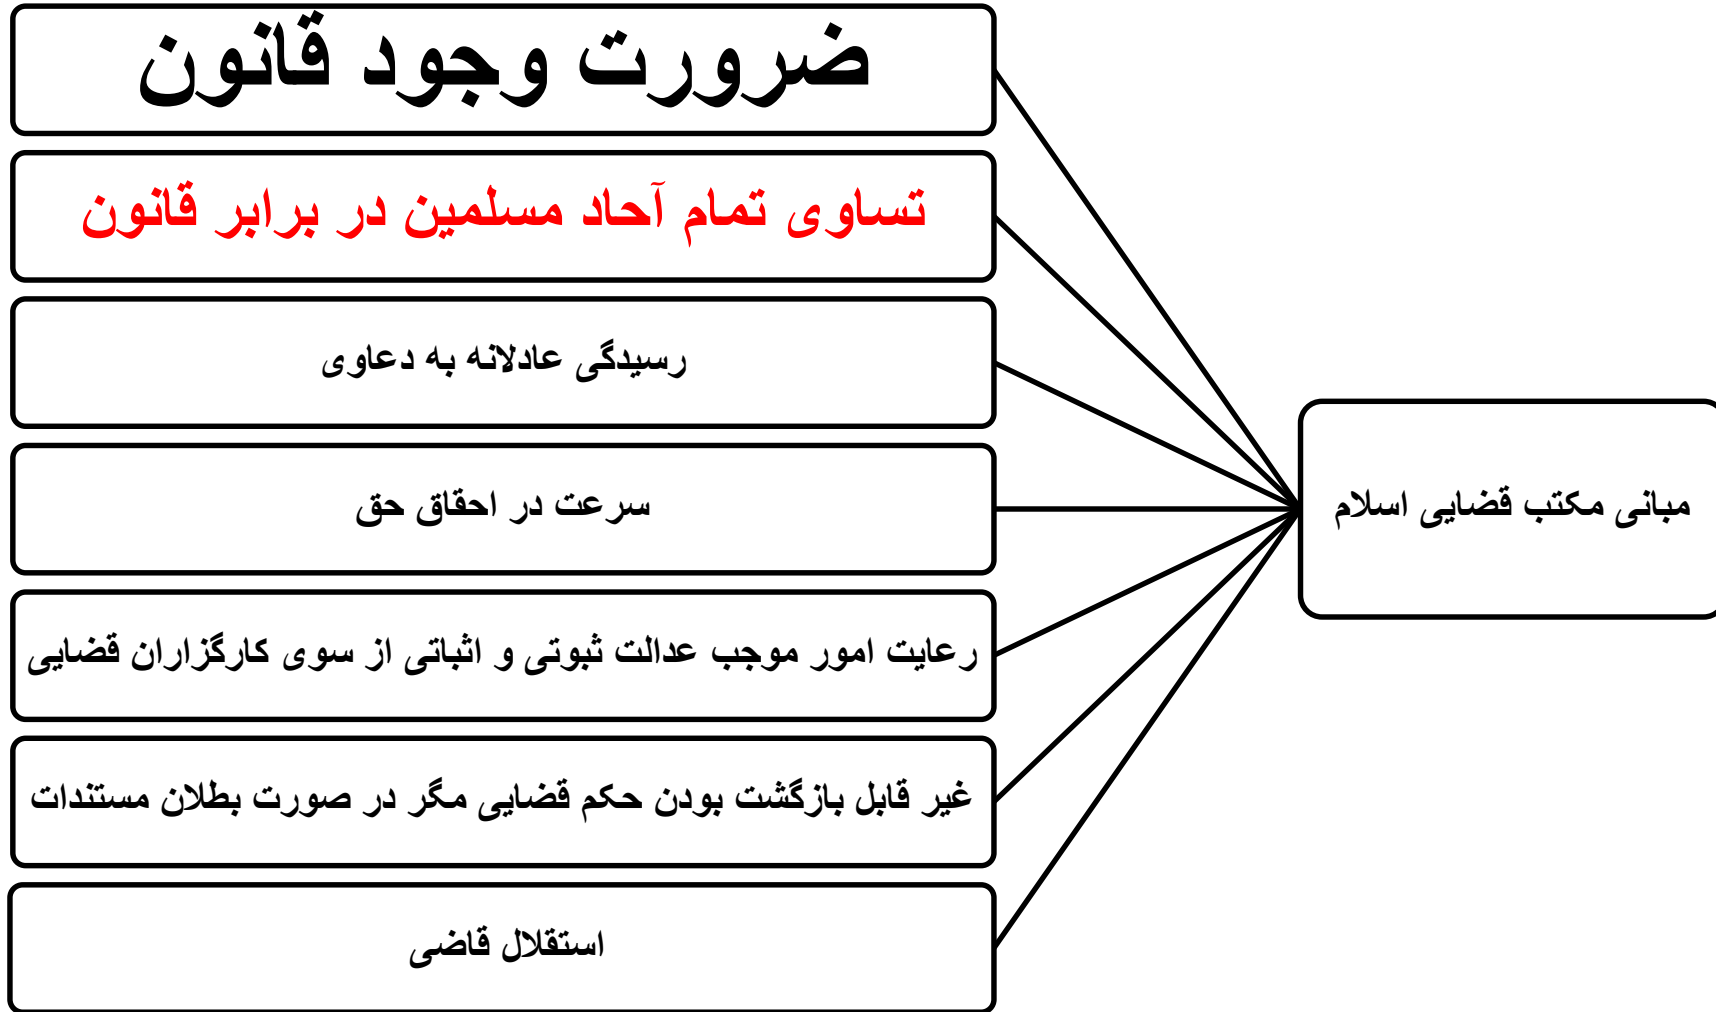 مبانی مکتب قضایی اسلام
ضرورت وجود قانون
تساوی تمام آحاد مسلمین در برابر قانون
رسیدگی عادلانه به دعاوی
سرعت در احقاق حق
رعایت امور موجب عدالت ثبوتی و اثباتی از سوی کارگزاران قضایی
غیر قابل بازگشت بودن حکم قضایی مگر در صورت بطلان مستندات
استقلال قاضی